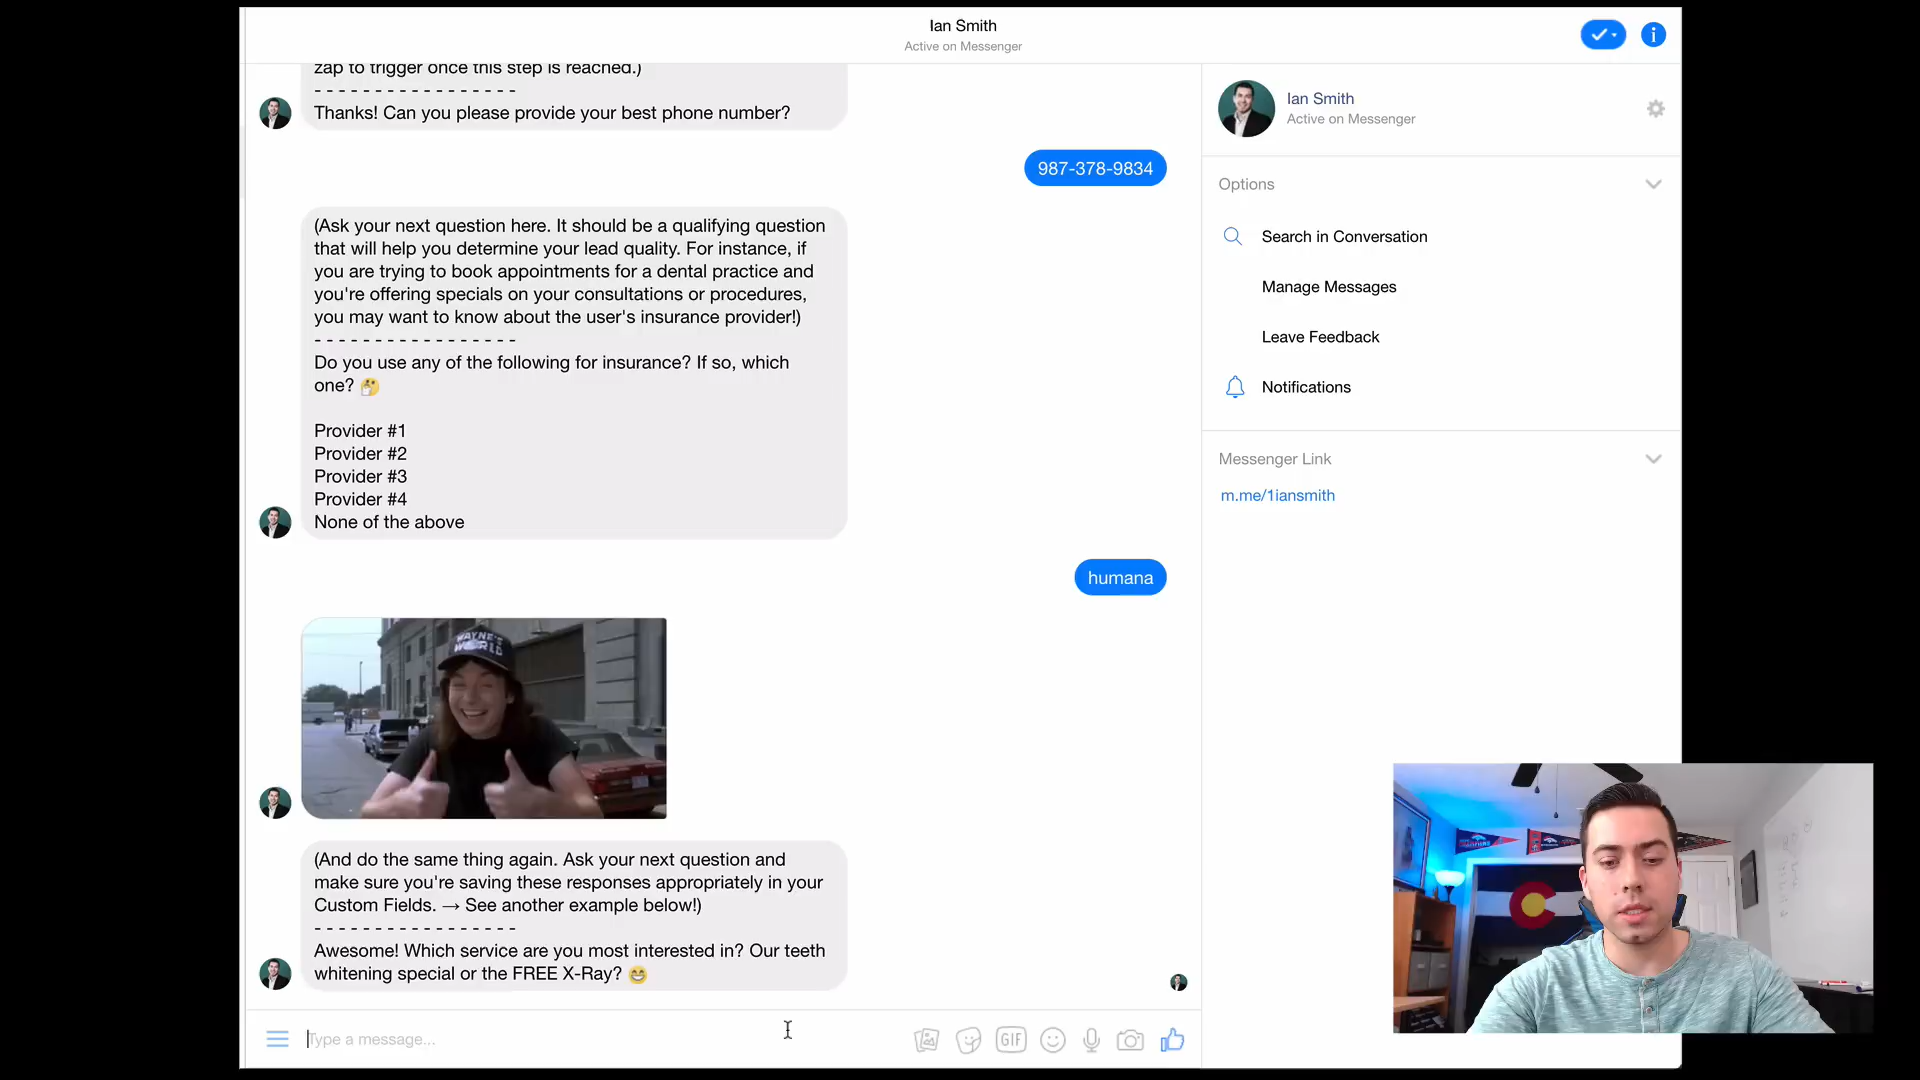 Ian Smith
Active on Messenger
zap to trigger once this step is reached.)
- - - - - - - - - - - - - - - - -
Thanks! Can you please provide your best phone number?
987-378-9834
(Ask your next question here. It should be a qualifying question
that will help you determine your lead quality. For instance, if
you are trying to book appointments for a dental practice and
you're offering specials on your consultations or procedures,
you may want to know about the user's insurance provider!)
- - - - - - - - - - - - - - - - -
Do you use any of the following for insurance? If so, which
one? 🤔
Provider #1
Provider #2
Provider #3
Provider #4
None of the above
humana
WAYNE'S
WORLD
(And do the same thing again. Ask your next question and
make sure you're saving these responses appropriately in your
Custom Fields. → See another example below!)
- - - - - - - - - - - - - - - - -
Awesome! Which service are you most interested in? Our teeth
whitening special or the FREE X-Ray? 😁
Type a message...
GIF
Ian Smith
Active on Messenger
Options
Search in Conversation
Manage Messages
Leave Feedback
Notifications
Messenger Link
m.me/1iansmith